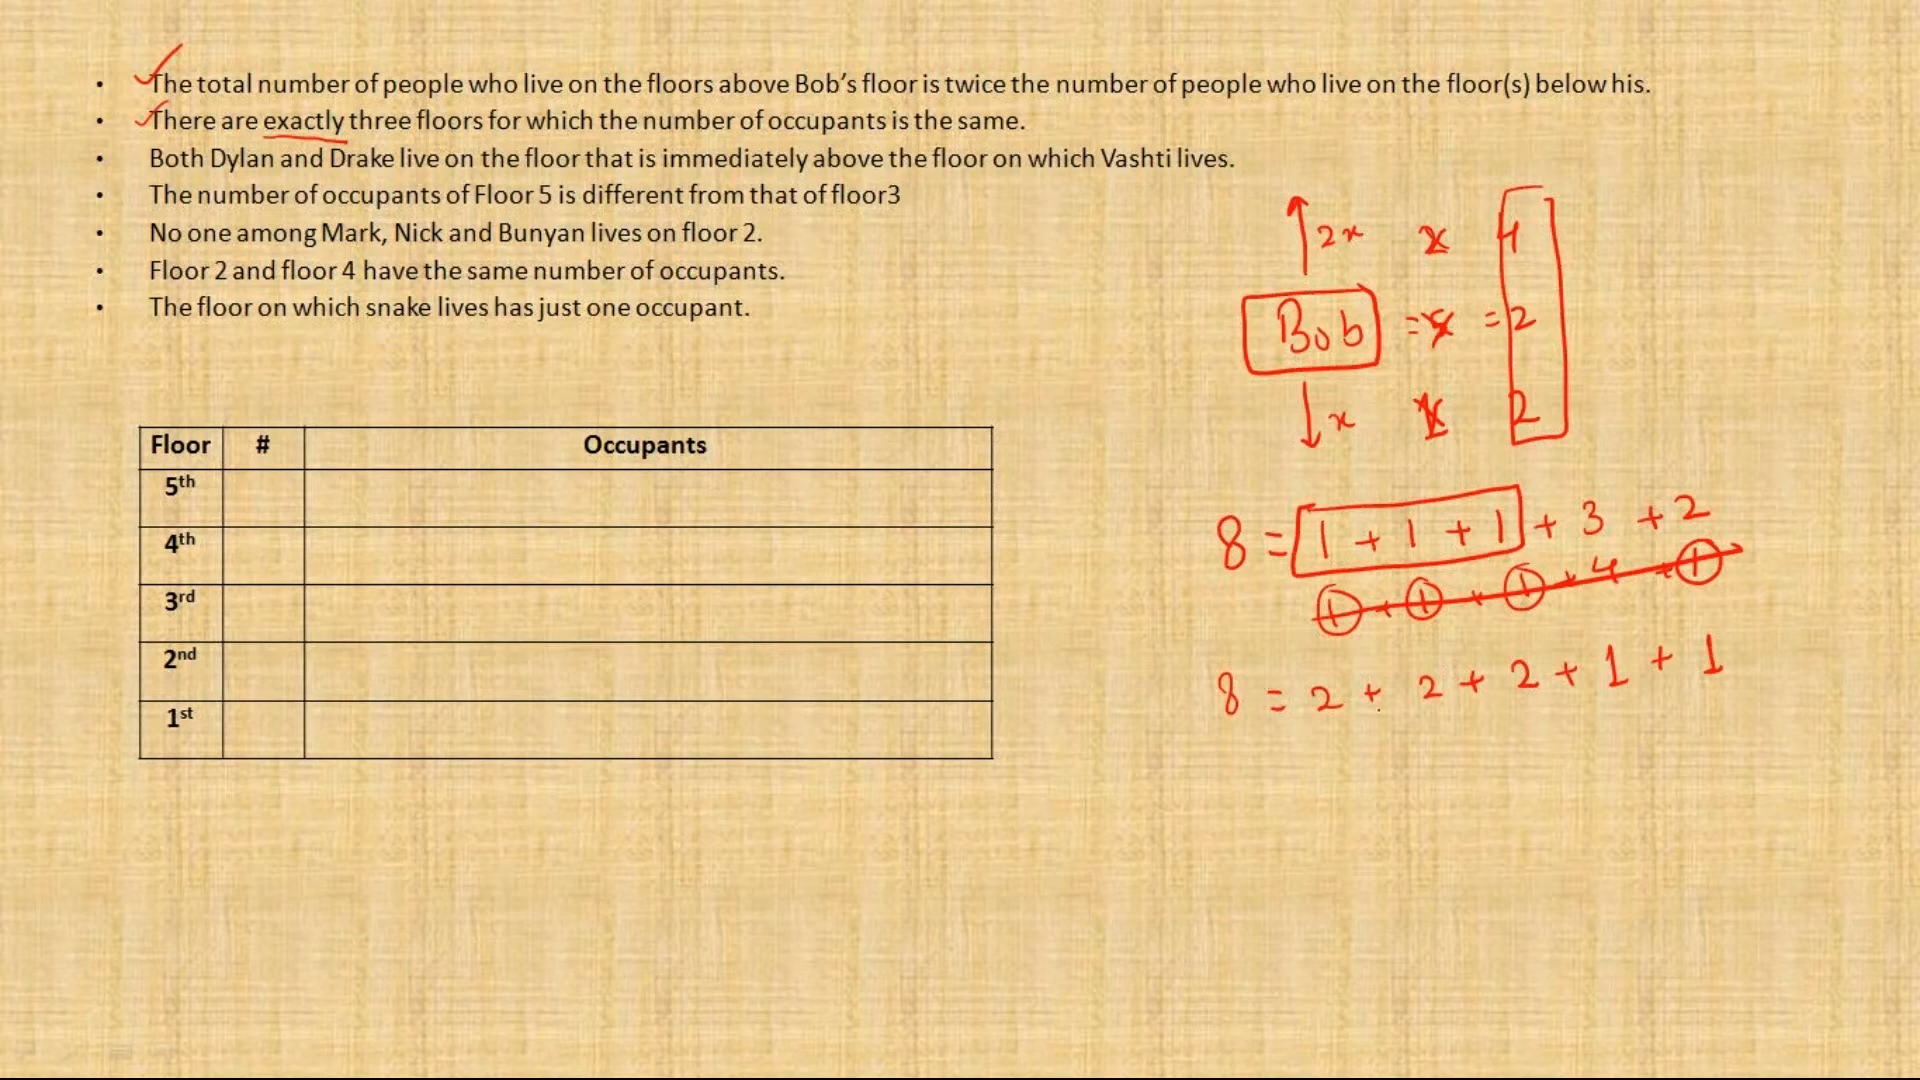 • The total number of people who live on the floors above Bob's floor is twice the number of people who live on the floor(s) below his.
• There are exactly three floors for which the number of occupants is the same.
• Both Dylan and Drake live on the floor that is immediately above the floor on which Vashti lives.
• The number of occupants of Floor 5 is different from that of floor3
• No one among Mark, Nick and Bunyan lives on floor 2.
• Floor 2 and floor 4 have the same number of occupants.
• The floor on which snake lives has just one occupant.
2x 4
Bob = = 2
x 2
Floor # Occupants
5th
4th
3rd
2nd
1st
8 = 1 + 1 + 1 + 3 + 2
1 + 1 + 1 + 4 + 1
8 = 2 + 2 + 2 + 1 + 1